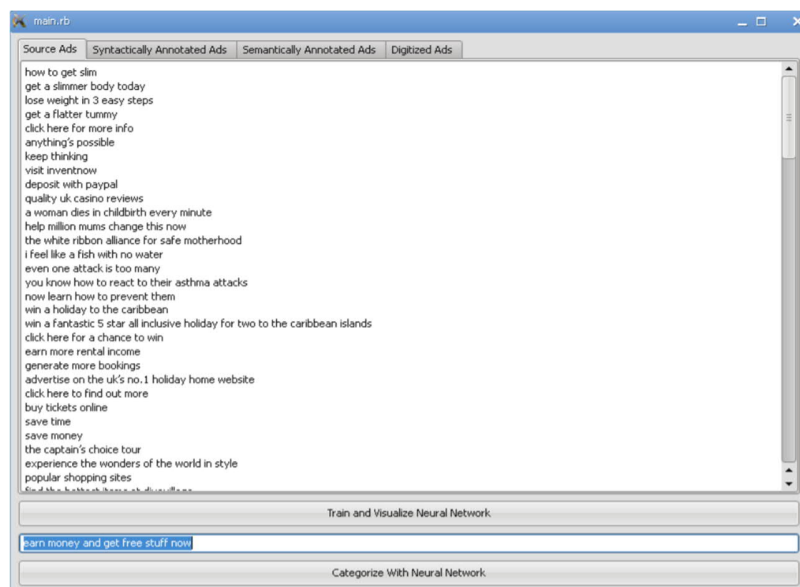 main.rb
Source Ads Syntactically Annotated Ads Semantically Annotated Ads Digitized Ads
how to get slim
get a slimmer body today
lose weight in 3 easy steps
get a flatter tummy
click here for more info
anything's possible
keep thinking
visit inventnow
deposit with paypal
quality uk casino reviews
a woman dies in childbirth every minute
help million mums change this now
the white ribbon alliance for safe motherhood
i feel like a fish with no water
even one attack is too many
you know how to react to their asthma attacks
now learn how to prevent them
win a holiday to the caribbean
win a fantastic 5 star all inclusive holiday for two to the caribbean islands
click here for a chance to win
earn more rental income
generate more bookings
advertise on the uk's no.1 holiday home website
click here to find out more
buy tickets online
save time
save money
the captain's choice tour
experience the wonders of the world in style
popular shopping sites
find the hottest items at
Train and Visualize Neural Network
earn money and get free stuff now
Categorize With Neural Network